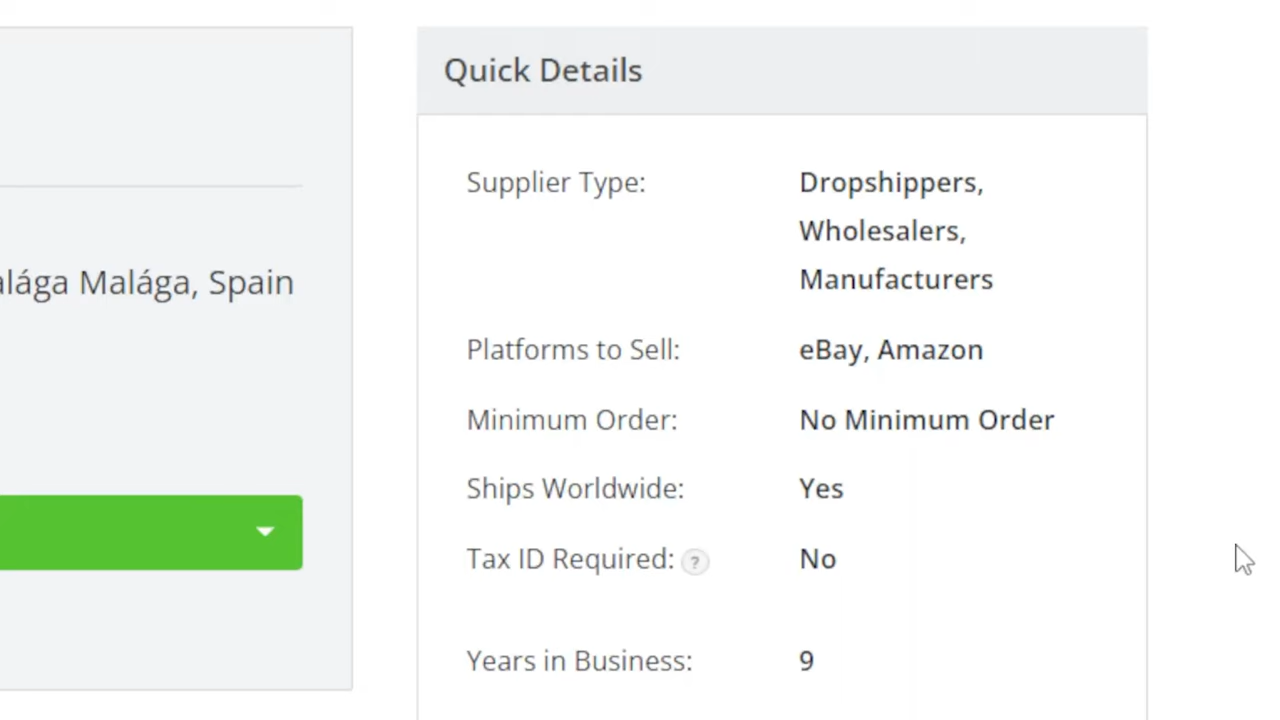 Quick Details
Supplier Type: Dropshippers,
Wholesalers,
Manufacturers
Malága, Spain
Platforms to Sell: eBay, Amazon
Minimum Order: No Minimum Order
Ships Worldwide: Yes
Tax ID Required: ? No
Years in Business: 9